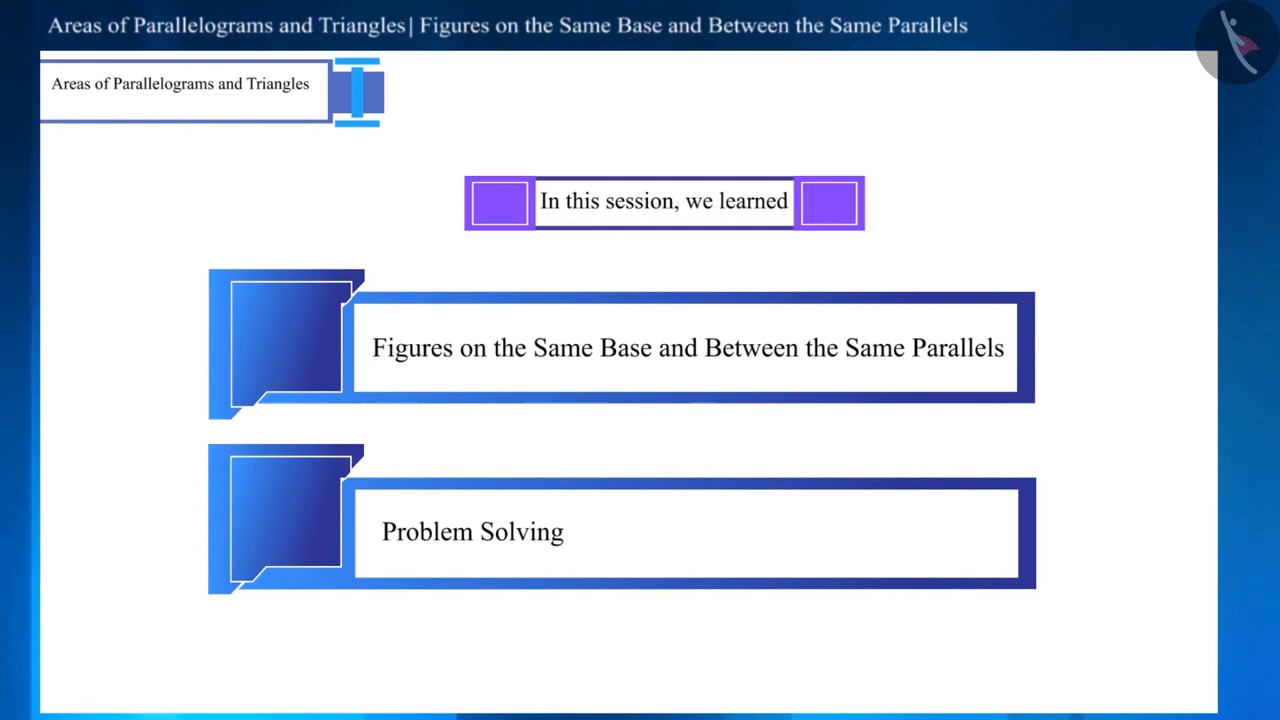 Areas of Parallelograms and Triangles| Figures on the Same Base and Between the Same Parallels
Areas of Parallelograms and Triangles
In this session, we learned
Figures on the Same Base and Between the Same Parallels
Problem Solving